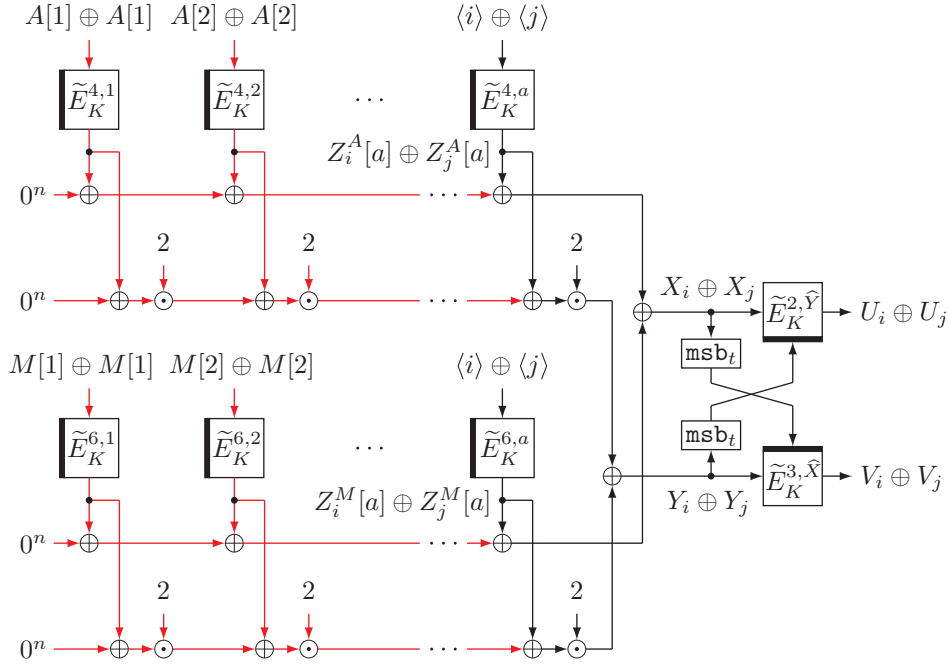 A[1] ⊕ A[1] A[2] ⊕ A[2] ⟨i⟩ ⊕ ⟨j⟩
Ẽ_K^{4,1} Ẽ_K^{4,2} ··· Ẽ_K^{4,a}
Z_i^A[a] ⊕ Z_j^A[a]
0^n ···
2 2 2
0^n ···
X_i ⊕ X_j Ẽ_K^{2,Ŷ} U_i ⊕ U_j
msb_t
M[1] ⊕ M[1] M[2] ⊕ M[2] ⟨i⟩ ⊕ ⟨j⟩
msb_t
Ẽ_K^{6,1} Ẽ_K^{6,2} ··· Ẽ_K^{6,a}
Ẽ_K^{3,X̂} V_i ⊕ V_j
Z_i^M[a] ⊕ Z_j^M[a] Y_i ⊕ Y_j
0^n ···
2 2 2
0^n ···